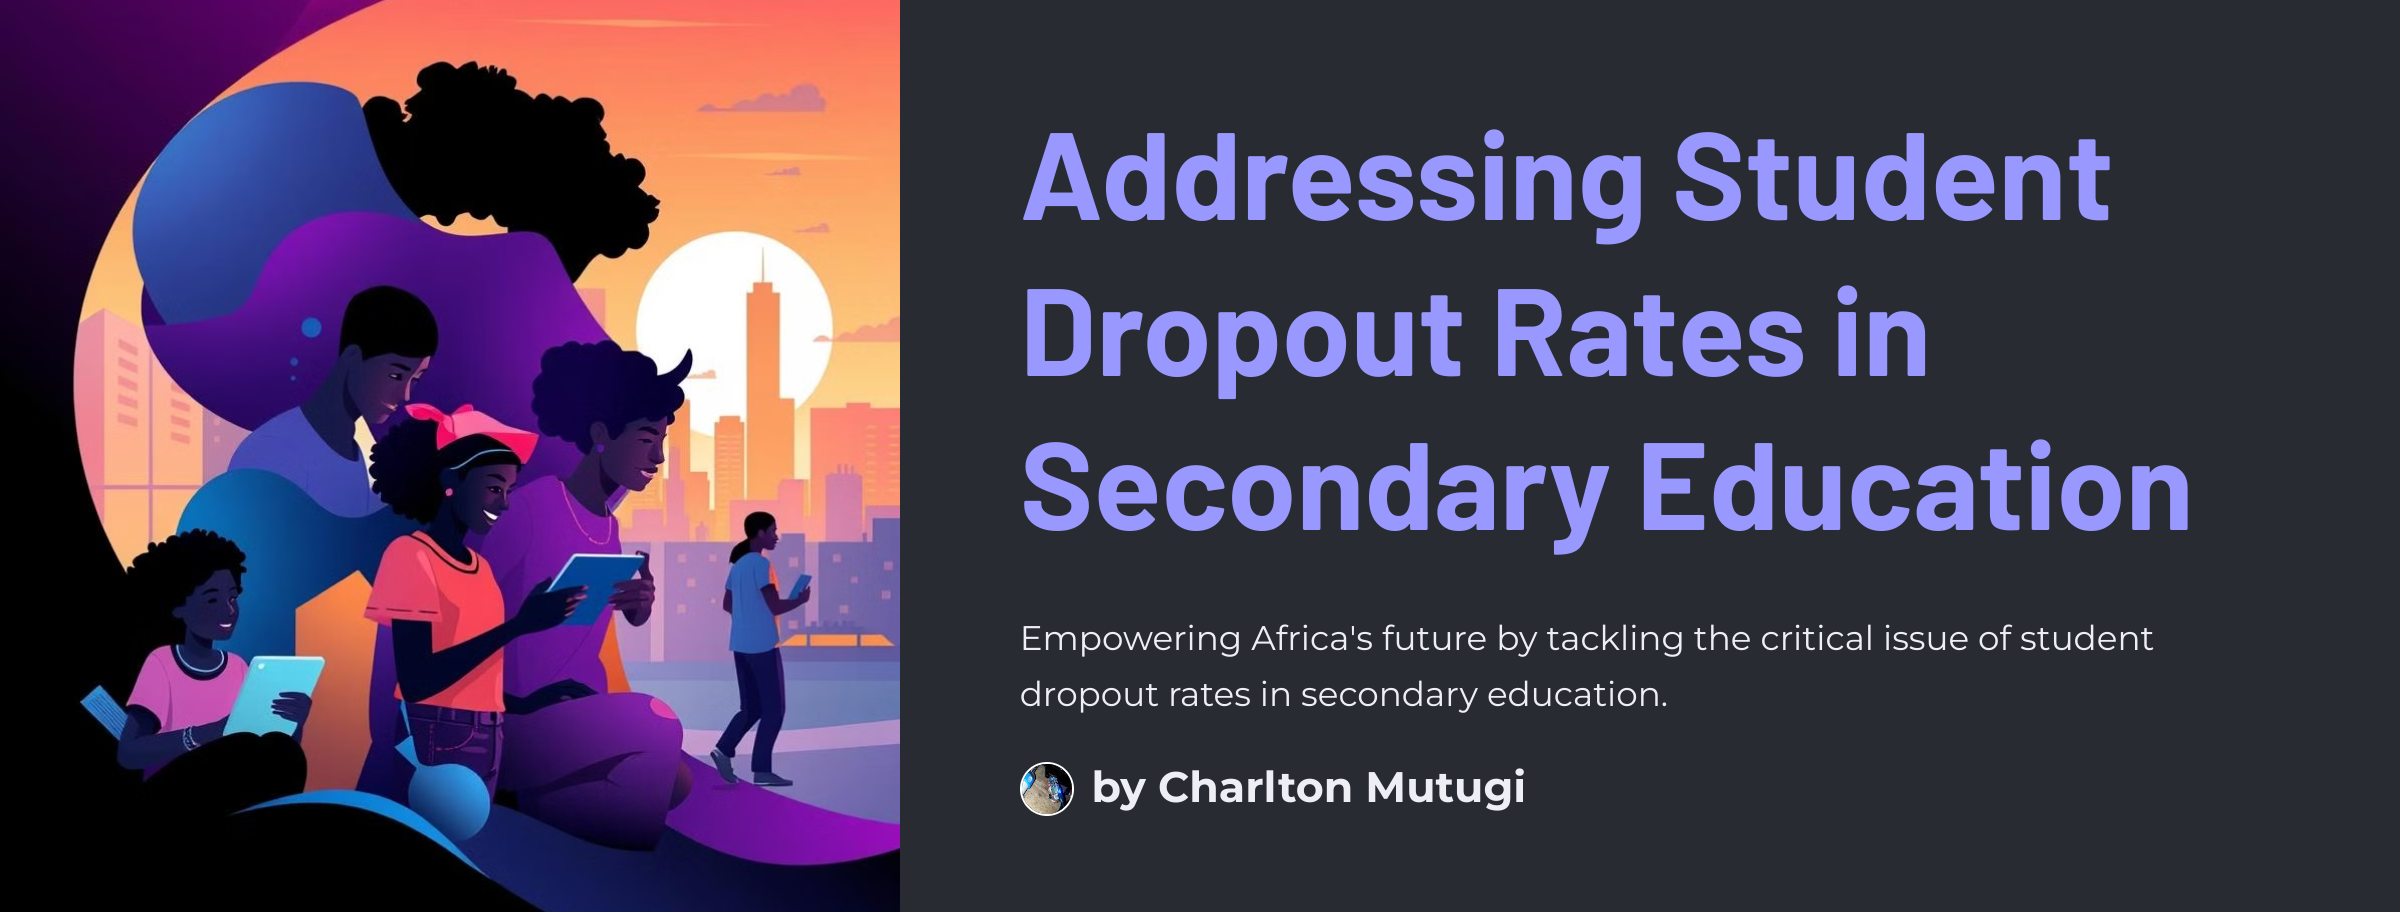 Addressing Student
Dropout Rates in
Secondary Education
Empowering Africa's future by tackling the critical issue of student
dropout rates in secondary education.
by Charlton Mutugi